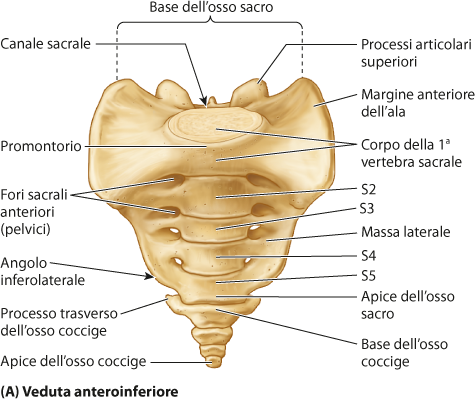 Base dell'osso sacro
Canale sacrale
Processi articolari
superiori
Margine anteriore
dell'ala
Promontorio
Corpo della 1ª
vertebra sacrale
Fori sacrali
anteriori
(pelvici)
S2
S3
Massa laterale
S4
Angolo
inferolaterale
S5
Apice dell'osso
sacro
Processo trasverso
dell'osso coccige
Base dell'osso
coccige
Apice dell'osso coccige
(A) Veduta anteroinferiore